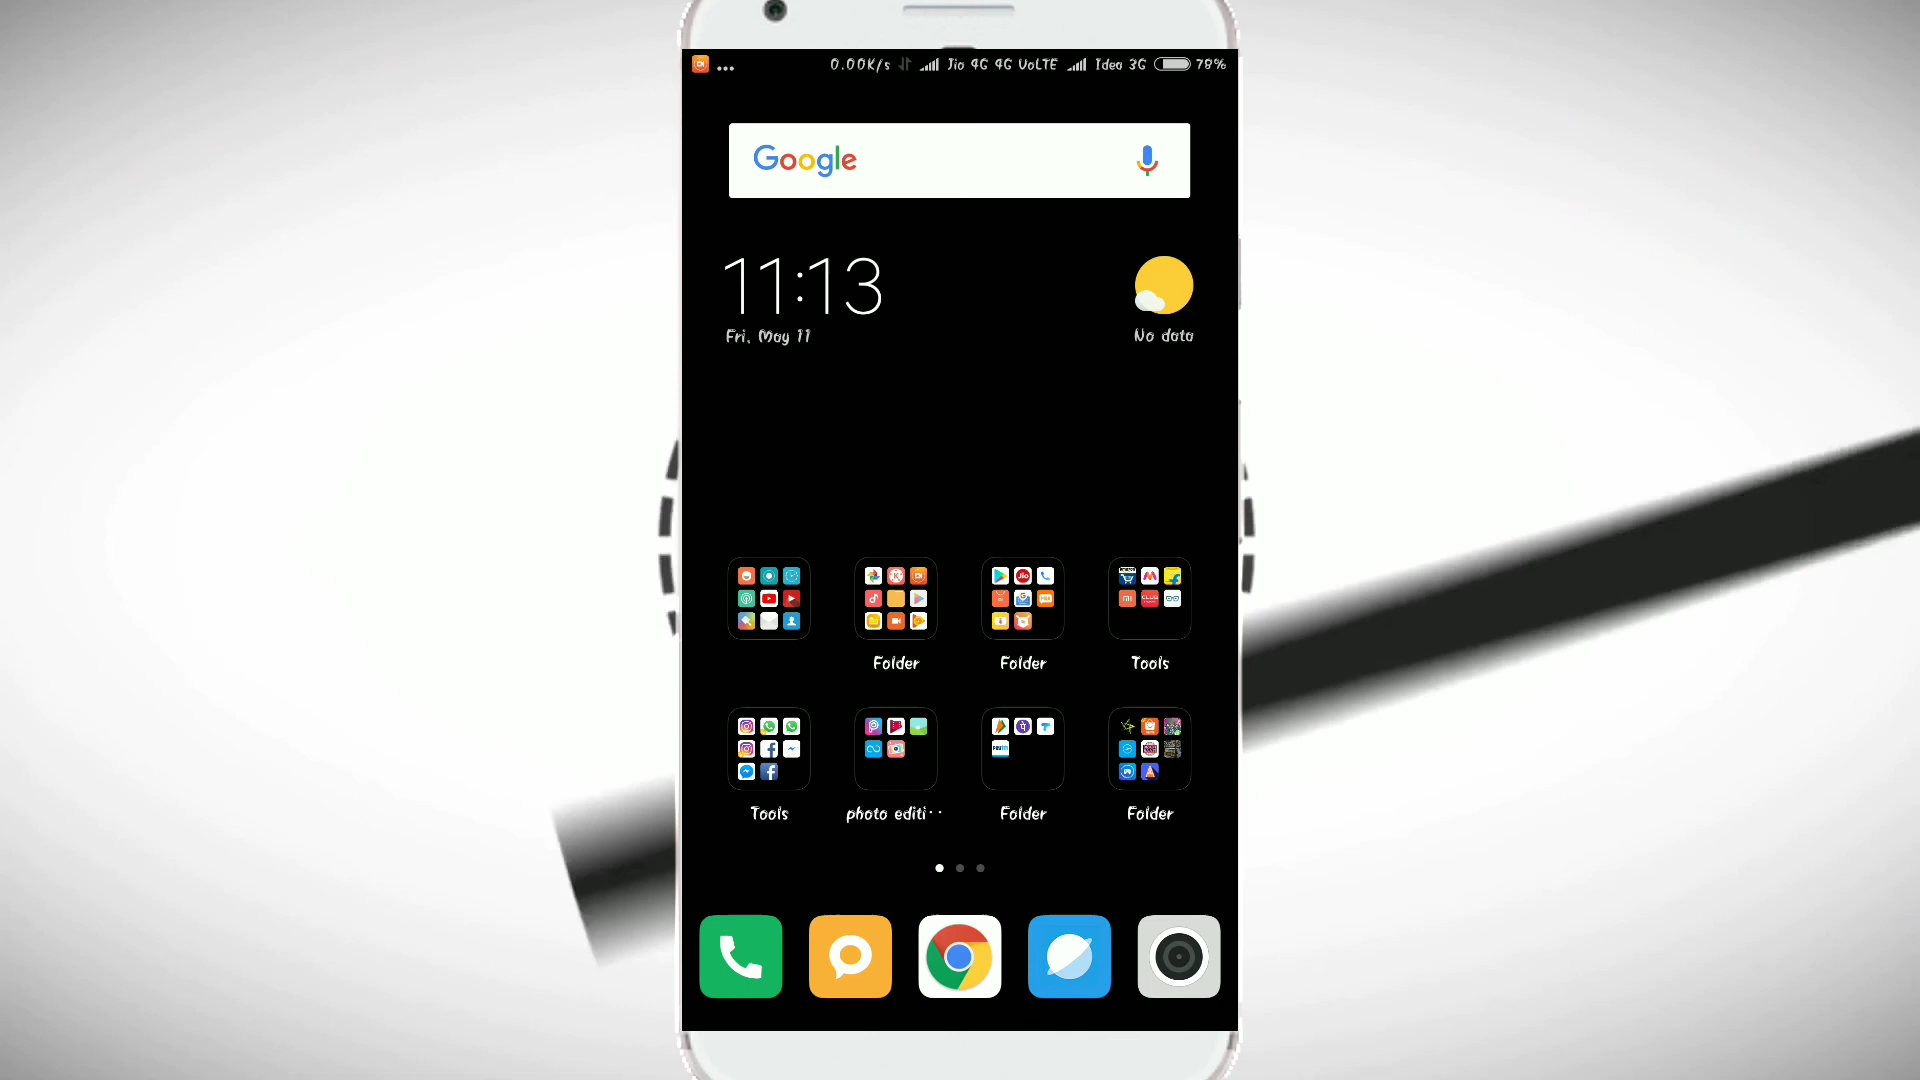 ... 0.00K/s Jio 4G 4G VoLTE Idea 3G 78%
Google
11:13
Fri, May 11
No data
Folder
Folder
Tools
Tools
photo editi··
Folder
Folder